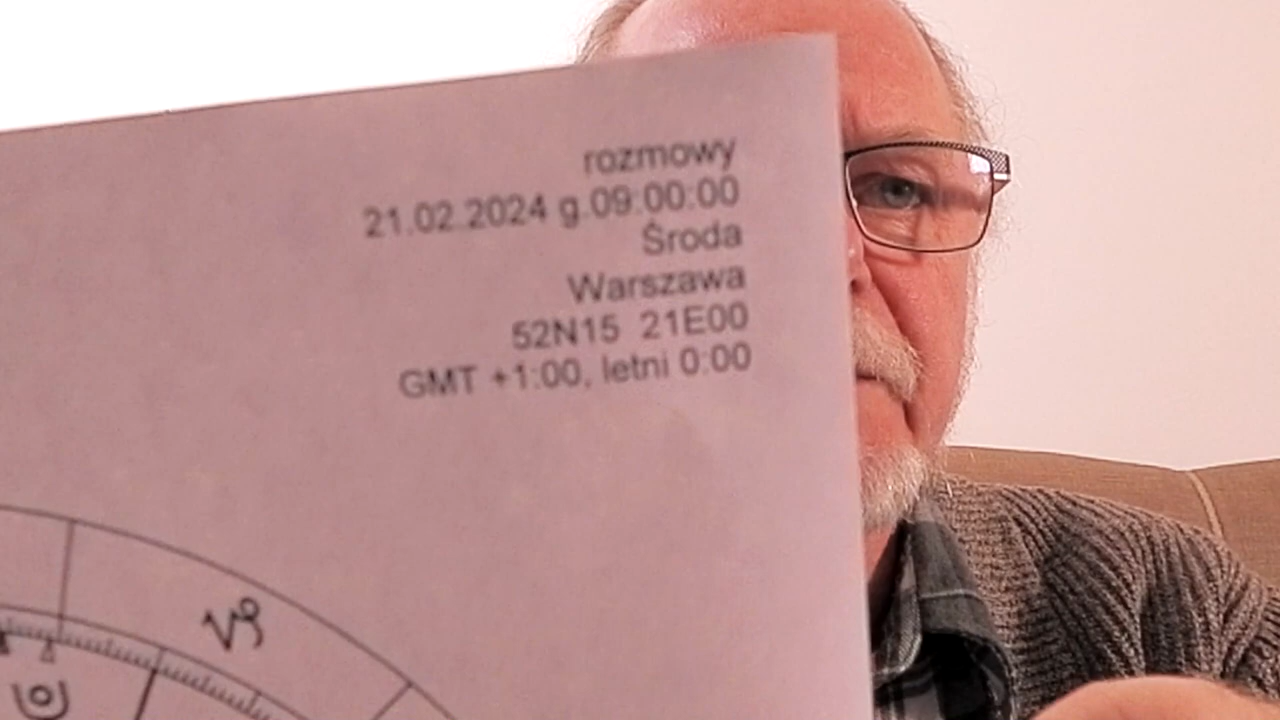 rozmowy
21.02.2024 g.09:00:00
Środa
Warszawa
52N15 21E00
GMT +1:00, letni 0:00
♑